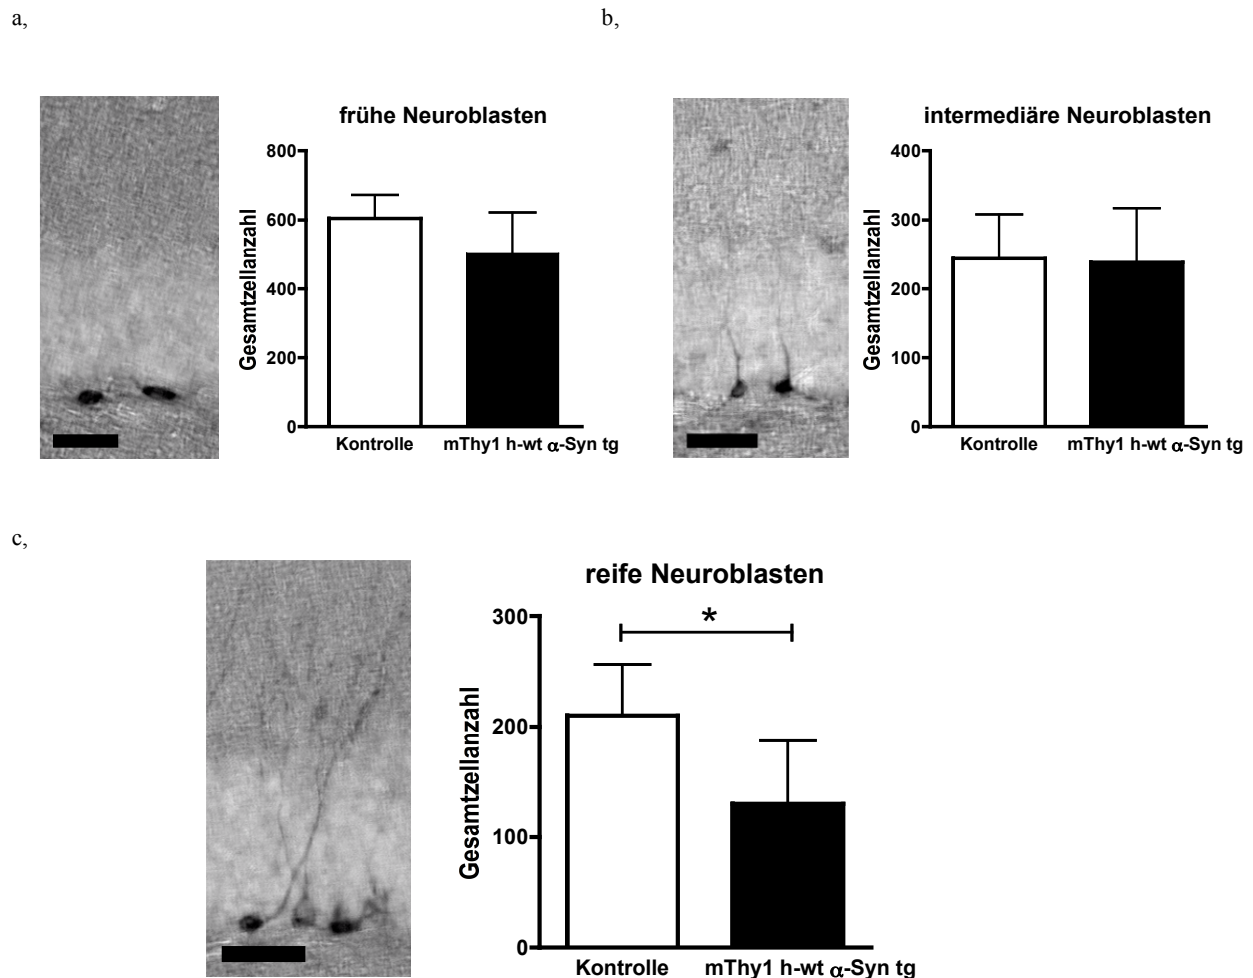 a,
b,
frühe Neuroblasten
Gesamtzellanzahl
800
600
400
200
0
Kontrolle
mThy1 h-wt α-Syn tg
intermediäre Neuroblasten
Gesamtzellanzahl
400
300
200
100
0
Kontrolle
mThy1 h-wt α-Syn tg
c,
reife Neuroblasten
Gesamtzellanzahl
300
200
100
0
*
Kontrolle
mThy1 h-wt α-Syn tg